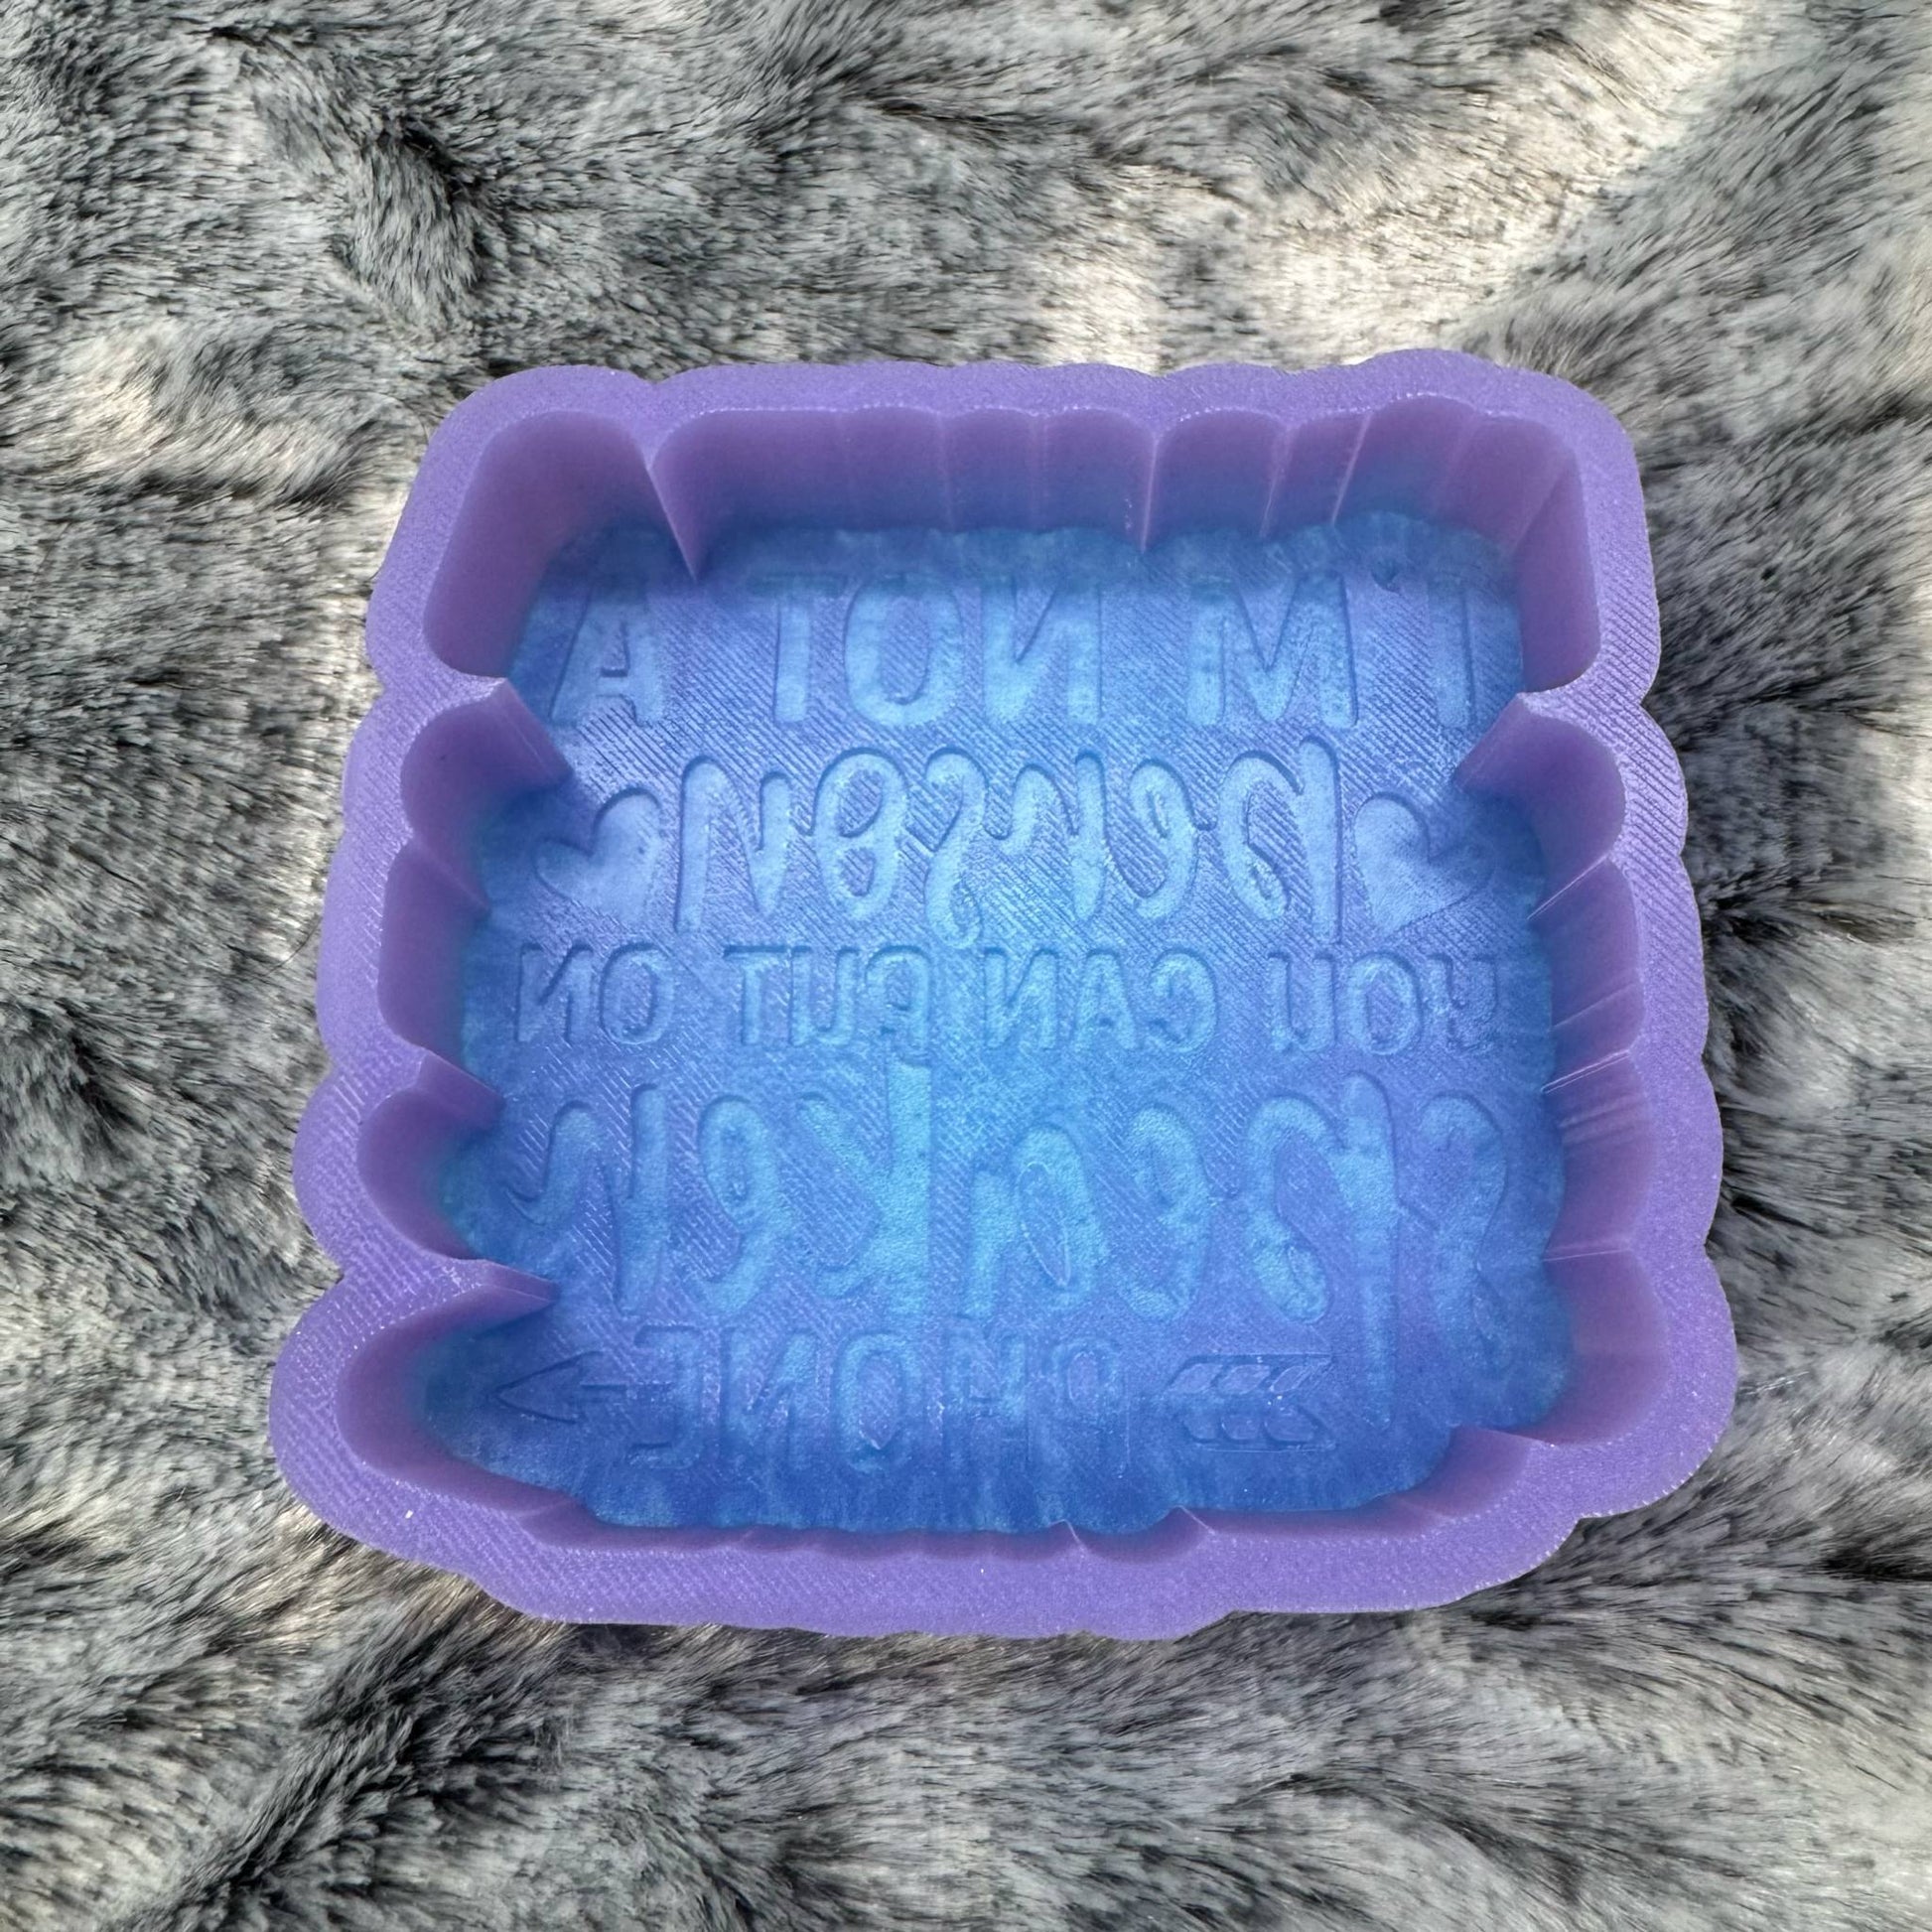 I'M NOT A
Person
YOU CAN PUT ON
Speaker
PHONE